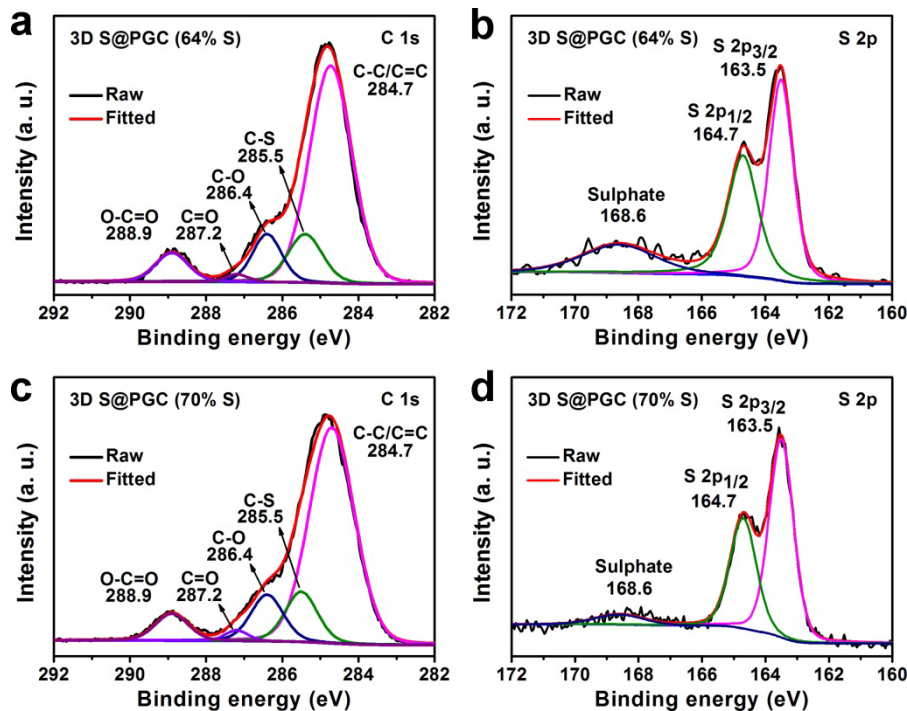 a
3D S@PGC (64% S)
C 1s
Raw
Fitted
C-C/C=C
284.7
C-S
285.5
C-O
286.4
C=O
287.2
O-C=O
288.9
Intensity (a. u.)
292 290 288 286 284 282
Binding energy (eV)
b
3D S@PGC (64% S)
S 2p
Raw
Fitted
S 2p3/2
163.5
S 2p1/2
164.7
Sulphate
168.6
Intensity (a. u.)
172 170 168 166 164 162 160
Binding energy (eV)
c
3D S@PGC (70% S)
C 1s
Raw
Fitted
C-C/C=C
284.7
C-S
285.5
C-O
286.4
C=O
287.2
O-C=O
288.9
Intensity (a. u.)
292 290 288 286 284 282
Binding energy (eV)
d
3D S@PGC (70% S)
S 2p
Raw
Fitted
S 2p3/2
163.5
S 2p1/2
164.7
Sulphate
168.6
Intensity (a. u.)
172 170 168 166 164 162 160
Binding energy (eV)